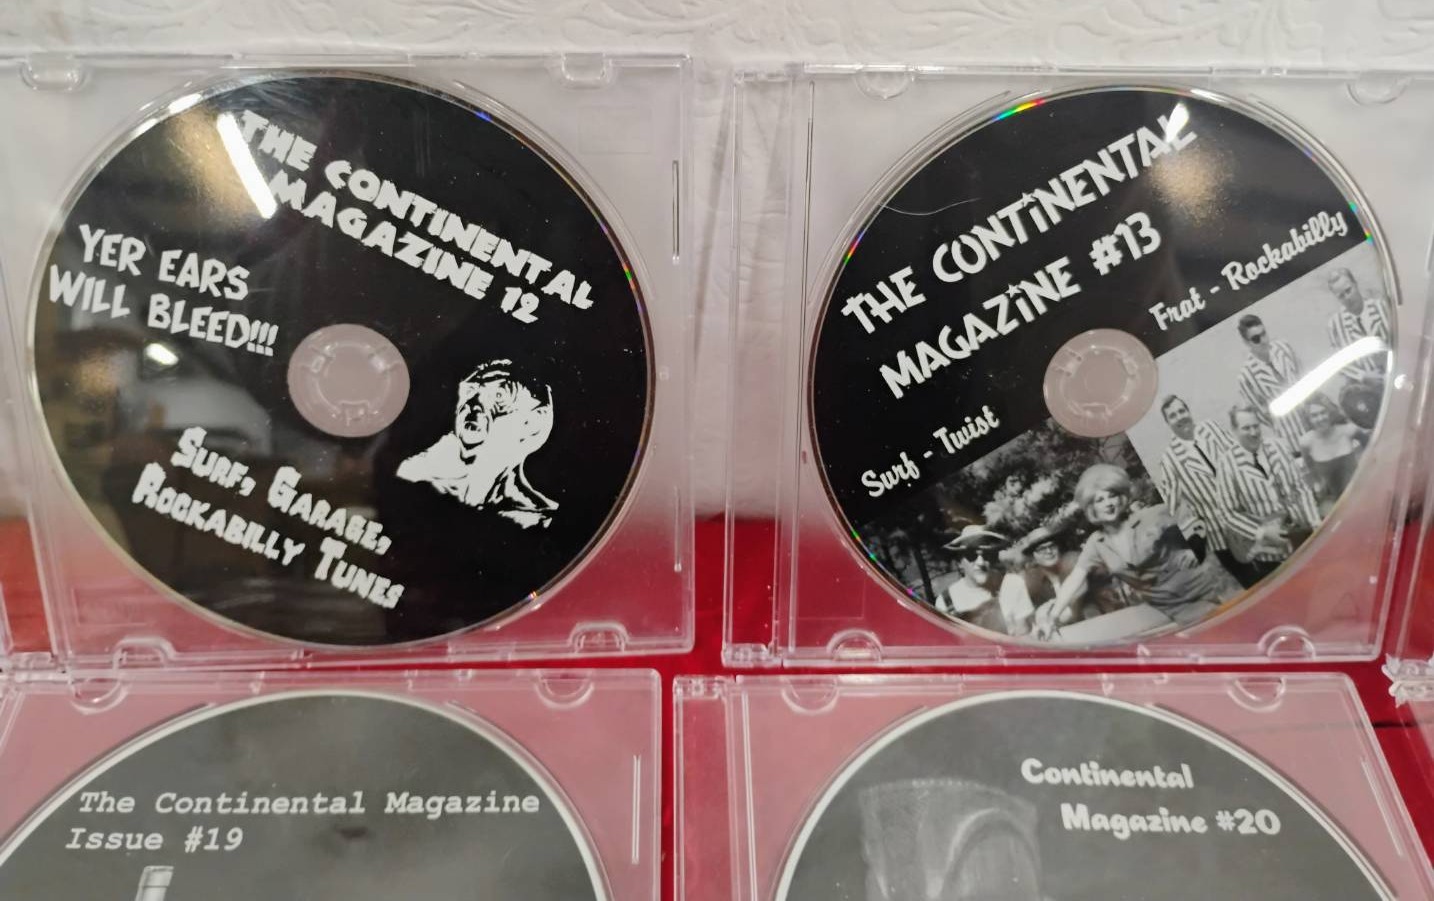 THE CONTINENTAL
MAGAZINE 12
YER EARS
WILL BLEED!!!
SURF, GARAGE,
ROCKABILLY TUNES
THE CONTiNENTAL
MAGAZiNE #13
Frat - Rockabilly
Surf - Twist
The Continental Magazine
Issue #19
Continental
Magazine #20